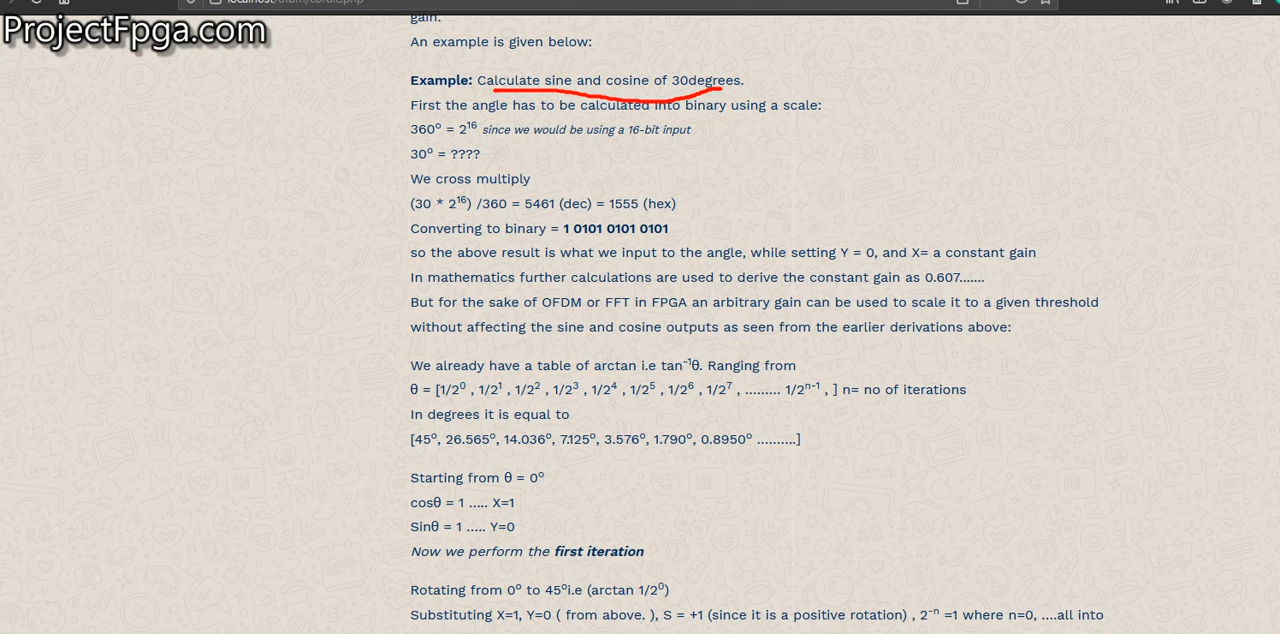 localhost/ofdm/cordic.php
ProjectFpga.com
gain.
An example is given below:
Example: Calculate sine and cosine of 30degrees.
First the angle has to be calculated into binary using a scale:
360° = 2¹⁶ since we would be using a 16-bit input
30° = ????
We cross multiply
(30 * 2¹⁶) /360 = 5461 (dec) = 1555 (hex)
Converting to binary = 1 0101 0101 0101
so the above result is what we input to the angle, while setting Y = 0, and X= a constant gain
In mathematics further calculations are used to derive the constant gain as 0.607.......
But for the sake of OFDM or FFT in FPGA an arbitrary gain can be used to scale it to a given threshold
without affecting the sine and cosine outputs as seen from the earlier derivations above:
We already have a table of arctan i.e tan⁻¹θ. Ranging from
θ = [1/2⁰ , 1/2¹ , 1/2² , 1/2³ , 1/2⁴ , 1/2⁵ , 1/2⁶ , 1/2⁷ , ......... 1/2ⁿ⁻¹ , ] n= no of iterations
In degrees it is equal to
[45°, 26.565°, 14.036°, 7.125°, 3.576°, 1.790°, 0.8950° ..........]
Starting from θ = 0°
cosθ = 1 ..... X=1
Sinθ = 1 ..... Y=0
Now we perform the first iteration
Rotating from 0° to 45°i.e (arctan 1/2⁰)
Substituting X=1, Y=0 ( from above. ), S = +1 (since it is a positive rotation) , 2⁻ⁿ =1 where n=0, ....all into